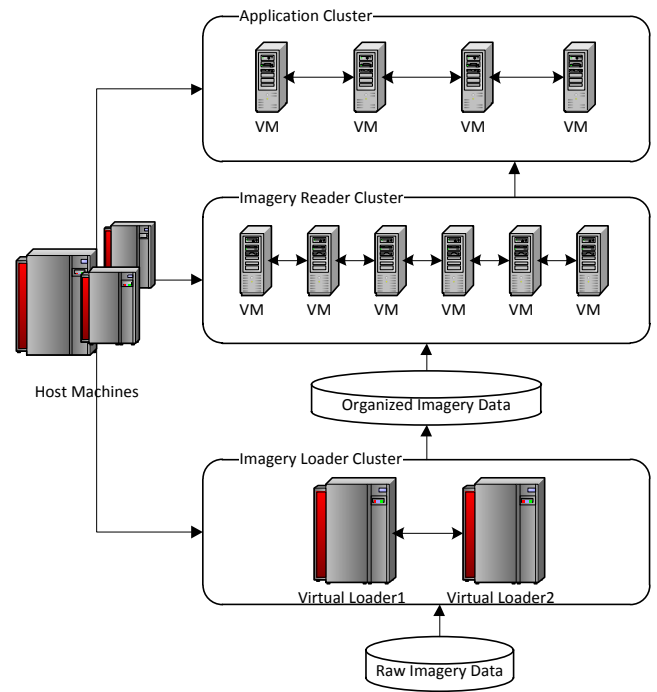 Application Cluster
VM
VM
VM
VM
Imagery Reader Cluster
VM
VM
VM
VM
VM
VM
Host Machines
Organized Imagery Data
Imagery Loader Cluster
Virtual Loader1
Virtual Loader2
Raw Imagery Data